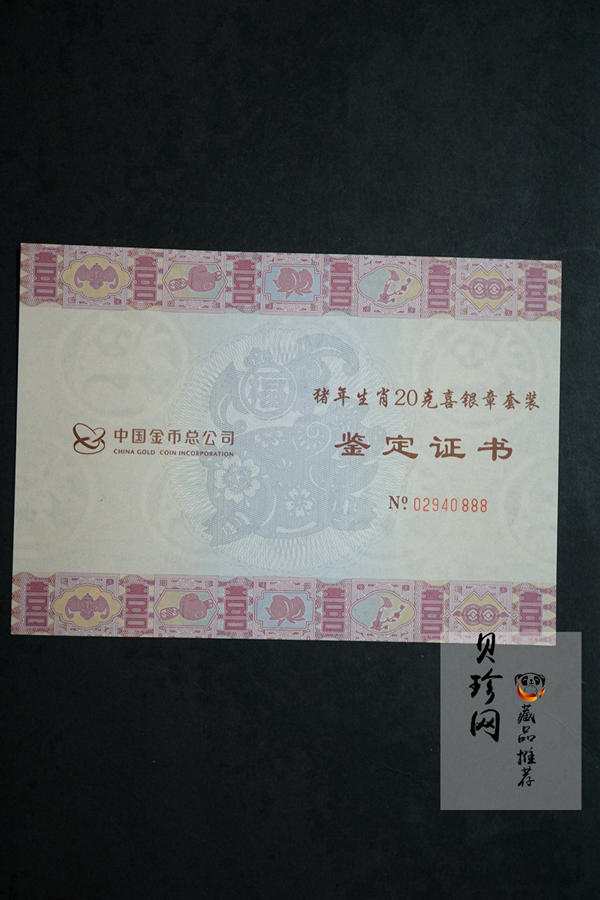 猪年生肖20克喜银章套装
中国金币总公司
CHINA GOLD COIN INCORPORATION
鉴定证书
№ 02940888
贝珍网
藏品推荐